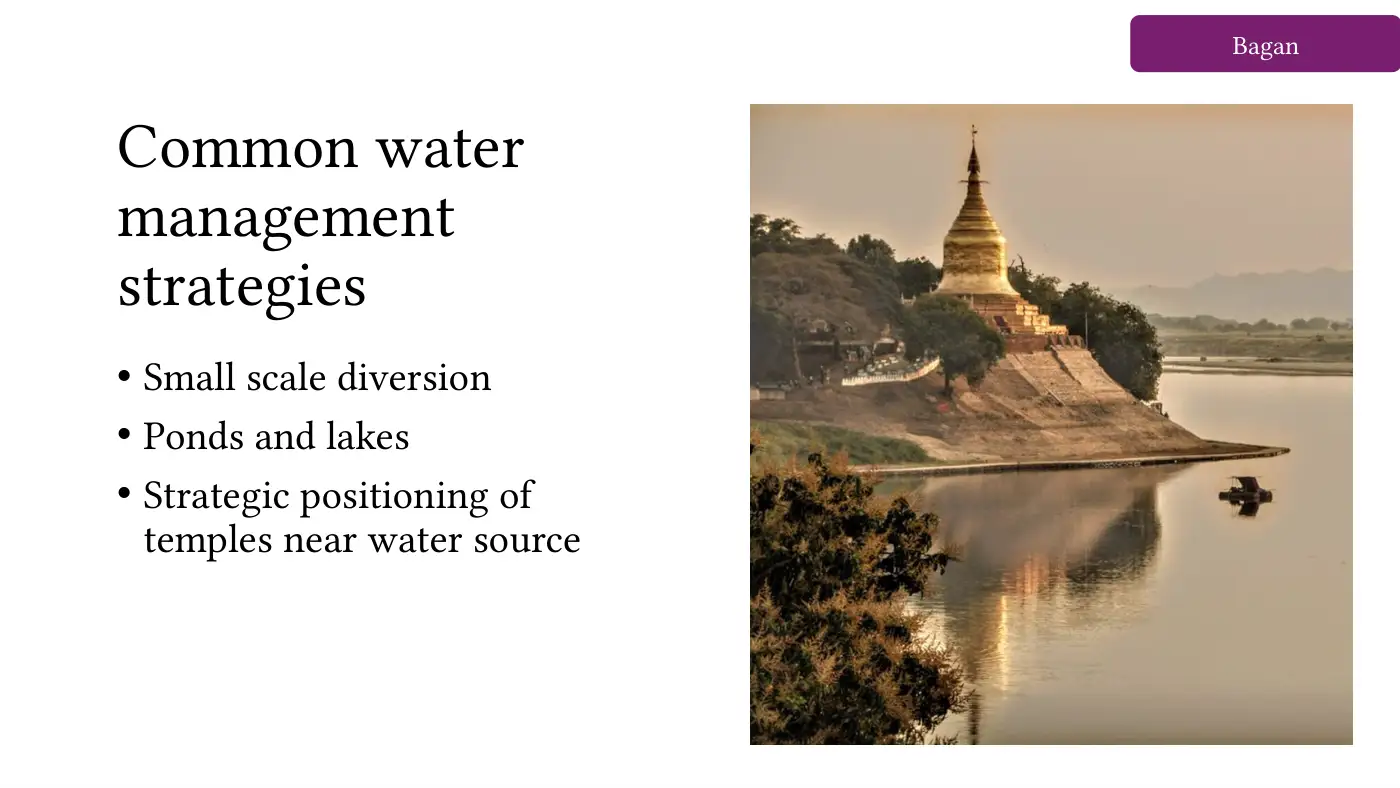 Bagan
Common water
management
strategies
• Small scale diversion
• Ponds and lakes
• Strategic positioning of
temples near water source